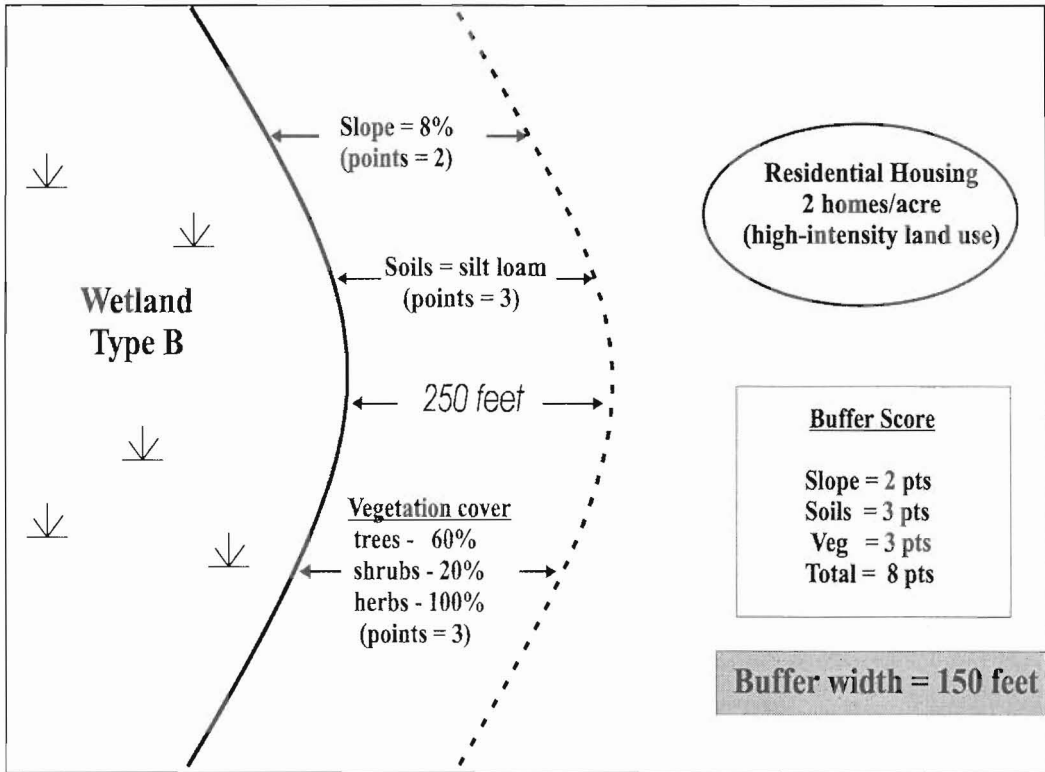 Slope = 8%
(points = 2)
Residential Housing
2 homes/acre
(high-intensity land use)
Soils = silt loam
(points = 3)
Wetland
Type B
250 feet
Vegetation cover
trees - 60%
shrubs - 20%
herbs - 100%
(points = 3)
Buffer Score
Slope = 2 pts
Soils = 3 pts
Veg = 3 pts
Total = 8 pts
Buffer width = 150 feet